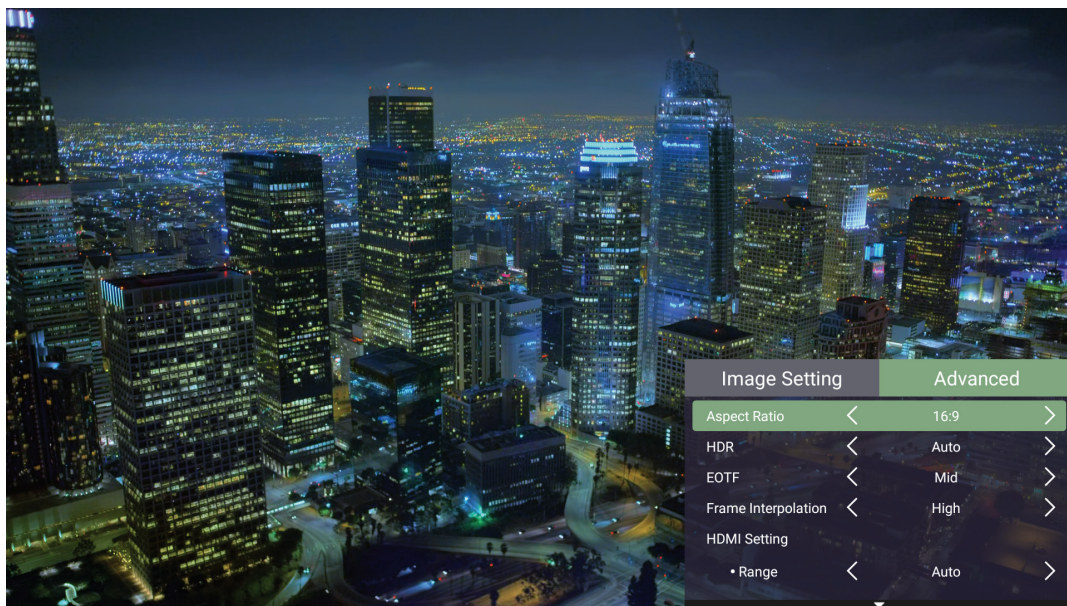 Image Setting Advanced
Aspect Ratio 16:9
HDR Auto
EOTF Mid
Frame Interpolation High
HDMI Setting
• Range Auto